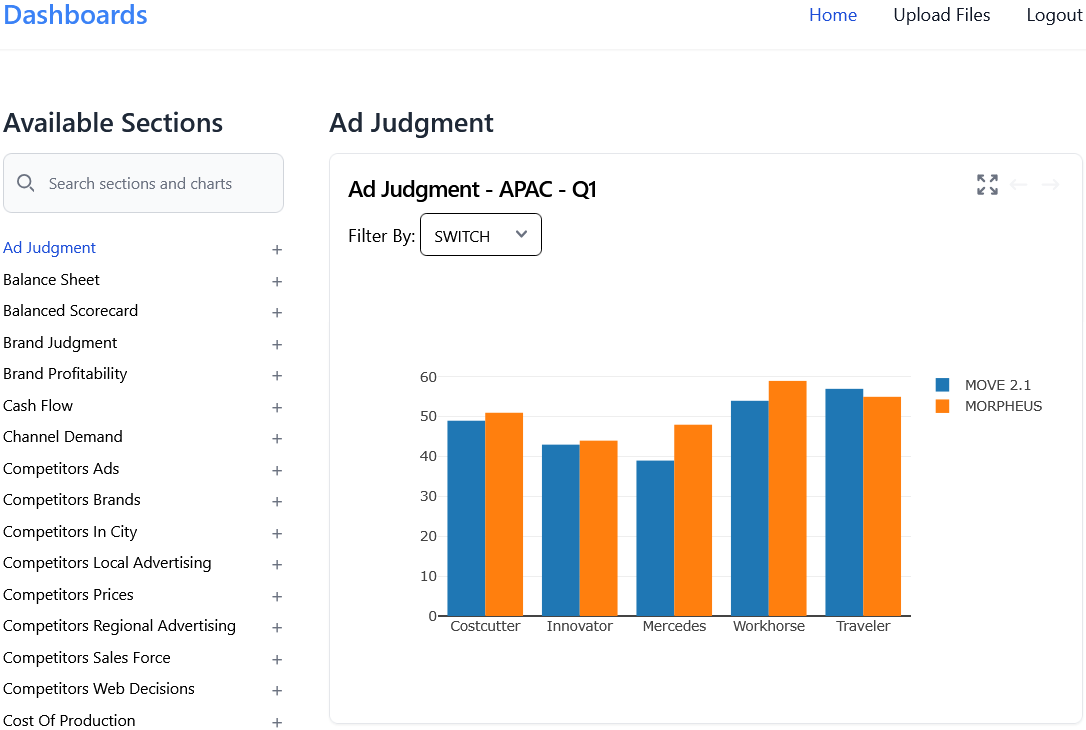 Dashboards
Home Upload Files Logout
Available Sections
Search sections and charts
Ad Judgment +
Balance Sheet +
Balanced Scorecard +
Brand Judgment +
Brand Profitability +
Cash Flow +
Channel Demand +
Competitors Ads +
Competitors Brands +
Competitors In City +
Competitors Local Advertising +
Competitors Prices +
Competitors Regional Advertising +
Competitors Sales Force +
Competitors Web Decisions +
Cost Of Production +
Ad Judgment
Ad Judgment - APAC - Q1
Filter By: SWITCH
60
50
40
30
20
10
0
Costcutter Innovator Mercedes Workhorse Traveler
MOVE 2.1
MORPHEUS